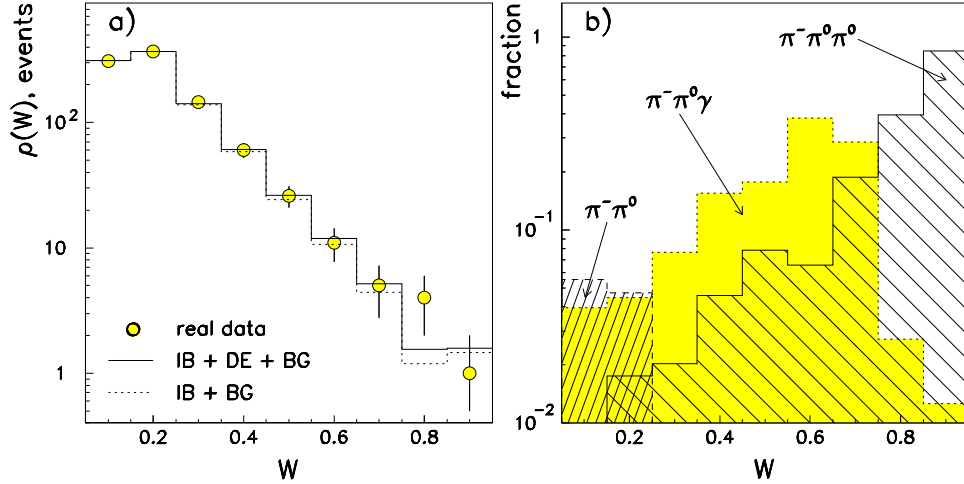 a)
ρ(W), events
10²
10
1
real data
IB + DE + BG
IB + BG
0.2 0.4 0.6 0.8
W
b)
fraction
1
10⁻¹
10⁻²
π⁻π⁰π⁰
π⁻π⁰γ
π⁻π⁰
0.2 0.4 0.6 0.8
W